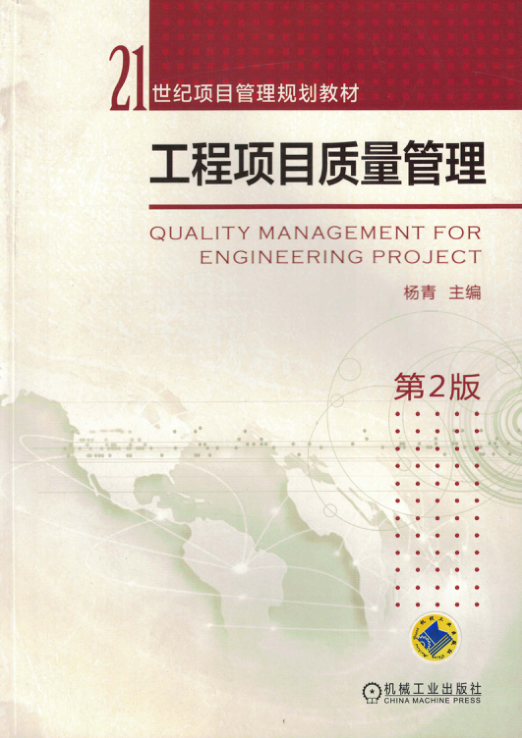 21世纪项目管理规划教材
工程项目质量管理
QUALITY MANAGEMENT FOR
ENGINEERING PROJECT
杨青 主编
第2版
机械工业出版社
CHINA MACHINE PRESS